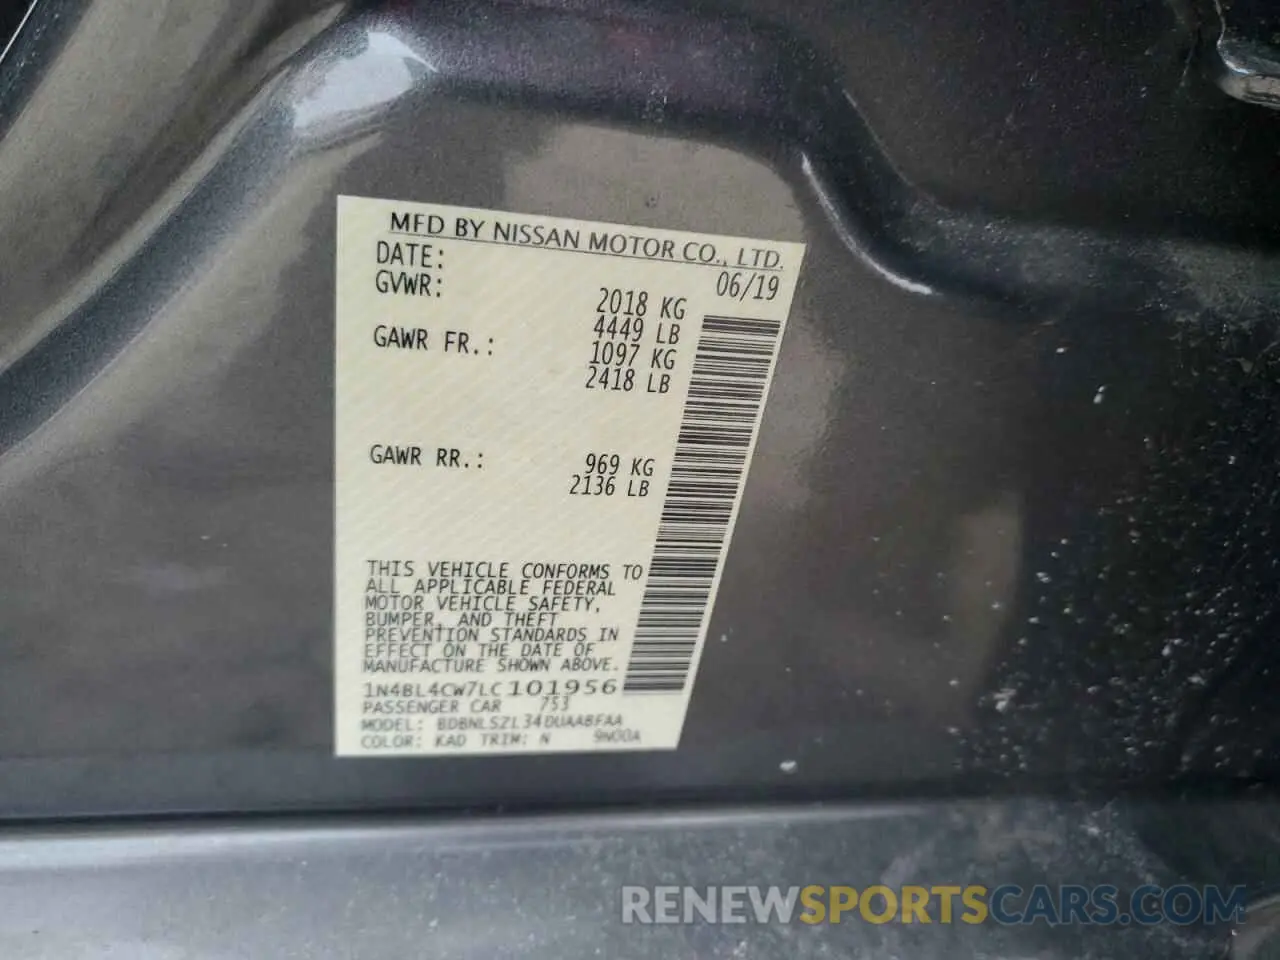 MFD BY NISSAN MOTOR CO., LTD.
DATE: 06/19
GVWR: 2018 KG
4449 LB
GAWR FR.: 1097 KG
2418 LB
GAWR RR.: 969 KG
2136 LB
THIS VEHICLE CONFORMS TO
ALL APPLICABLE FEDERAL
MOTOR VEHICLE SAFETY,
BUMPER, AND THEFT
PREVENTION STANDARDS IN
EFFECT ON THE DATE OF
MANUFACTURE SHOWN ABOVE.
1N4BL4CW7LC101956
PASSENGER CAR 753
MODEL: BDBNLSZL34DUAABFAA
COLOR: KAD TRIM: N 9N00A
RENEWSPORTSCARS.COM